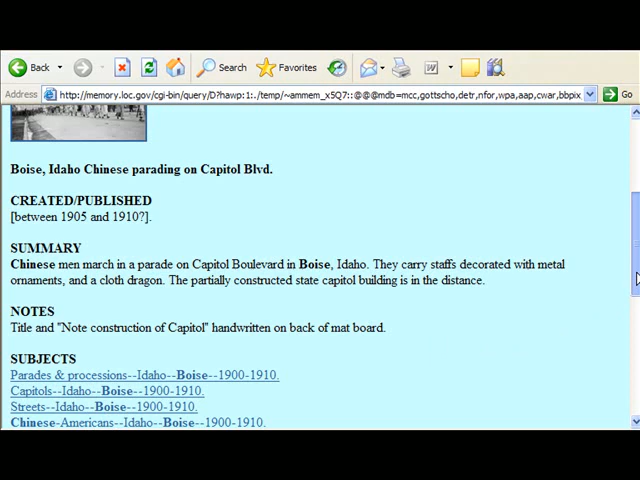 Back
Search
Favorites
W
Address
http://memory.loc.gov/cgi-bin/query/D?hawp:1:./temp/~ammem_x5Q7::@@@mdb=mcc,gottscho,detr,nfor,wpa,aap,cwar,bbpix
Go
Boise, Idaho Chinese parading on Capitol Blvd.
CREATED/PUBLISHED
[between 1905 and 1910?].
SUMMARY
Chinese men march in a parade on Capitol Boulevard in Boise, Idaho. They carry staffs decorated with metal
ornaments, and a cloth dragon. The partially constructed state capitol building is in the distance.
NOTES
Title and "Note construction of Capitol" handwritten on back of mat board.
SUBJECTS
Parades & processions--Idaho--Boise--1900-1910.
Capitols--Idaho--Boise--1900-1910.
Streets--Idaho--Boise--1900-1910.
Chinese-Americans--Idaho--Boise--1900-1910.